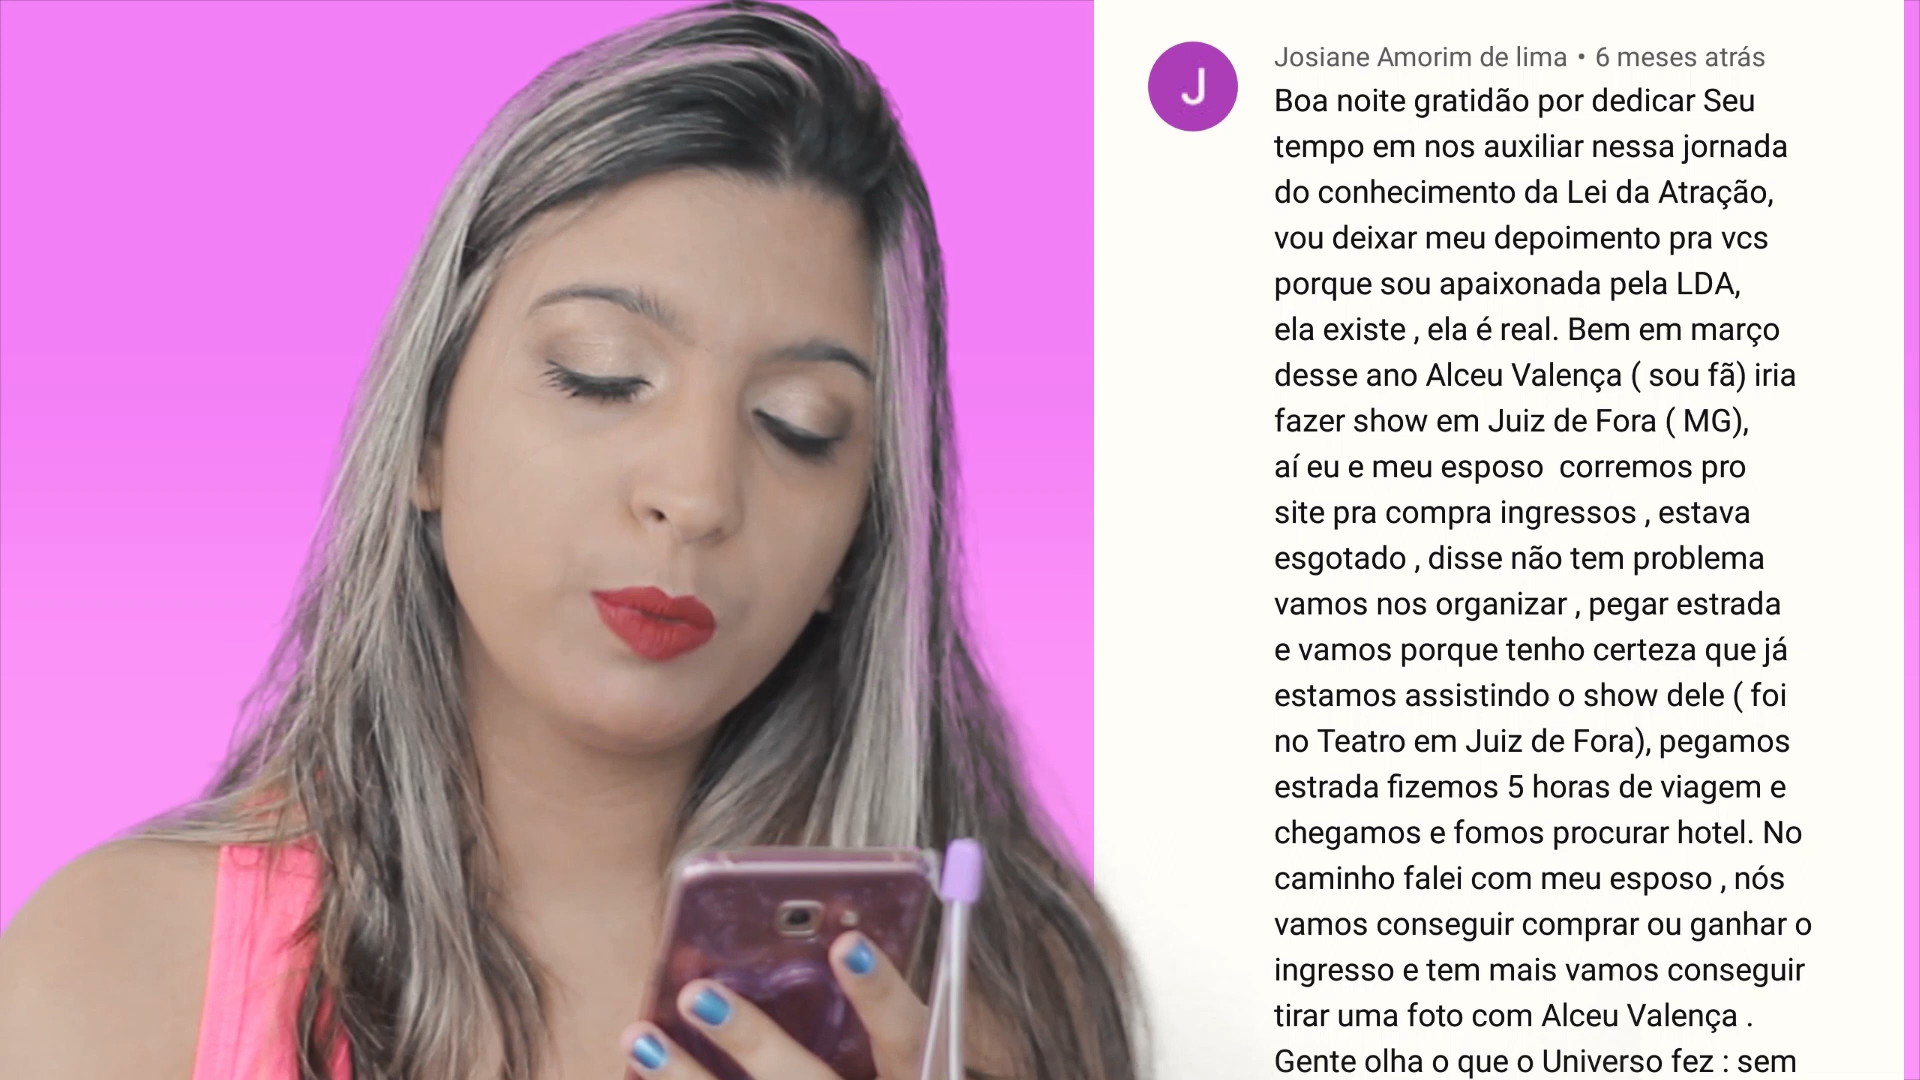 J
Josiane Amorim de lima • 6 meses atrás
Boa noite gratidão por dedicar Seu
tempo em nos auxiliar nessa jornada
do conhecimento da Lei da Atração,
vou deixar meu depoimento pra vcs
porque sou apaixonada pela LDA,
ela existe , ela é real. Bem em março
desse ano Alceu Valença ( sou fã) iria
fazer show em Juiz de Fora ( MG),
aí eu e meu esposo  corremos pro
site pra compra ingressos , estava
esgotado , disse não tem problema
vamos nos organizar , pegar estrada
e vamos porque tenho certeza que já
estamos assistindo o show dele ( foi
no Teatro em Juiz de Fora), pegamos
estrada fizemos 5 horas de viagem e
chegamos e fomos procurar hotel. No
caminho falei com meu esposo , nós
vamos conseguir comprar ou ganhar o
ingresso e tem mais vamos conseguir
tirar uma foto com Alceu Valença .
Gente olha o que o Universo fez : sem